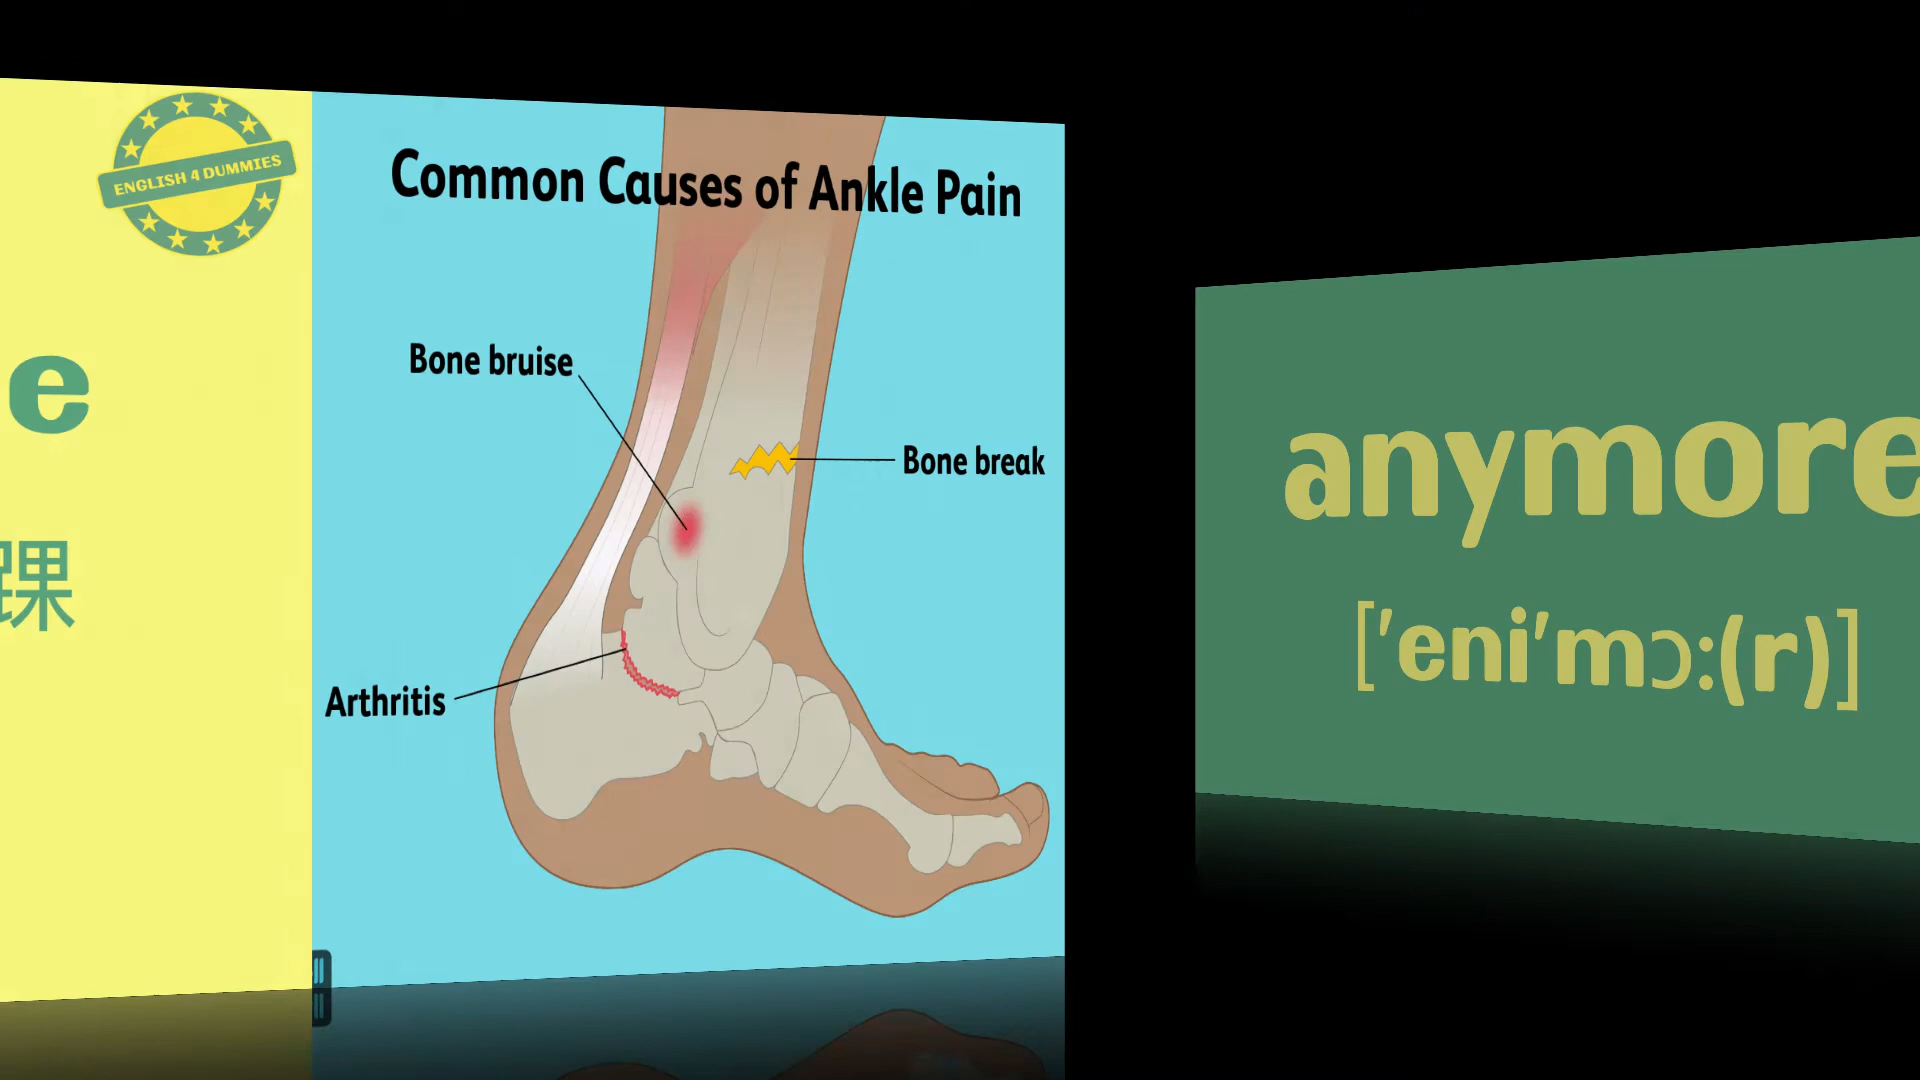 ENGLISH 4 DUMMIES
e
踝
Common Causes of Ankle Pain
Bone bruise
Bone break
Arthritis
anymore
['eni'mɔ:(r)]